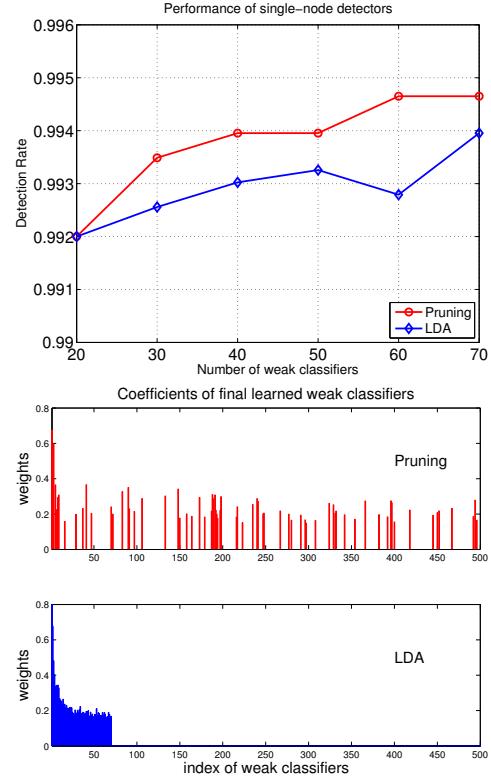 Performance of single-node detectors
0.996
0.995
0.994
0.993
0.992
0.991
0.99
Detection Rate
20 30 40 50 60 70
Number of weak classifiers
Pruning
LDA
Coefficients of final learned weak classifiers
0.8
0.6
0.4
0.2
0
weights
Pruning
50 100 150 200 250 300 350 400 450 500
0.8
0.6
0.4
0.2
0
weights
LDA
50 100 150 200 250 300 350 400 450 500
index of weak classifiers